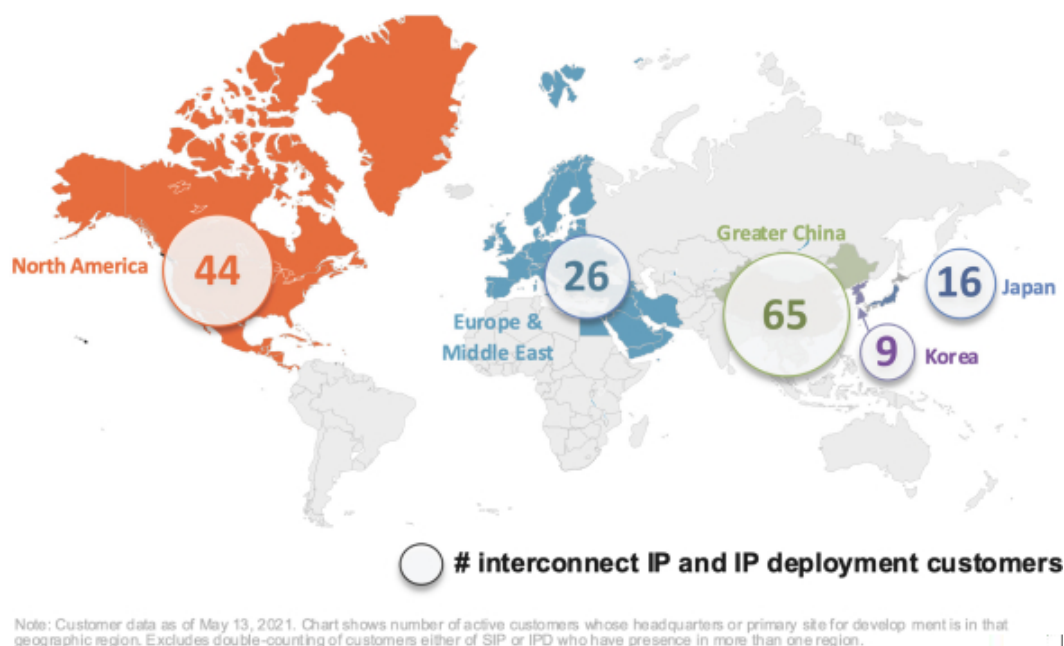 Greater China
North America
44
26
65
16
Japan
Europe &
Middle East
9
Korea
# interconnect IP and IP deployment customers
Note: Customer data as of May 13, 2021. Chart shows number of active customers whose headquarters or primary site for develop ment is in that
geographic region. Excludes double-counting of customers either of SIP or IPD who have presence in more than one region.